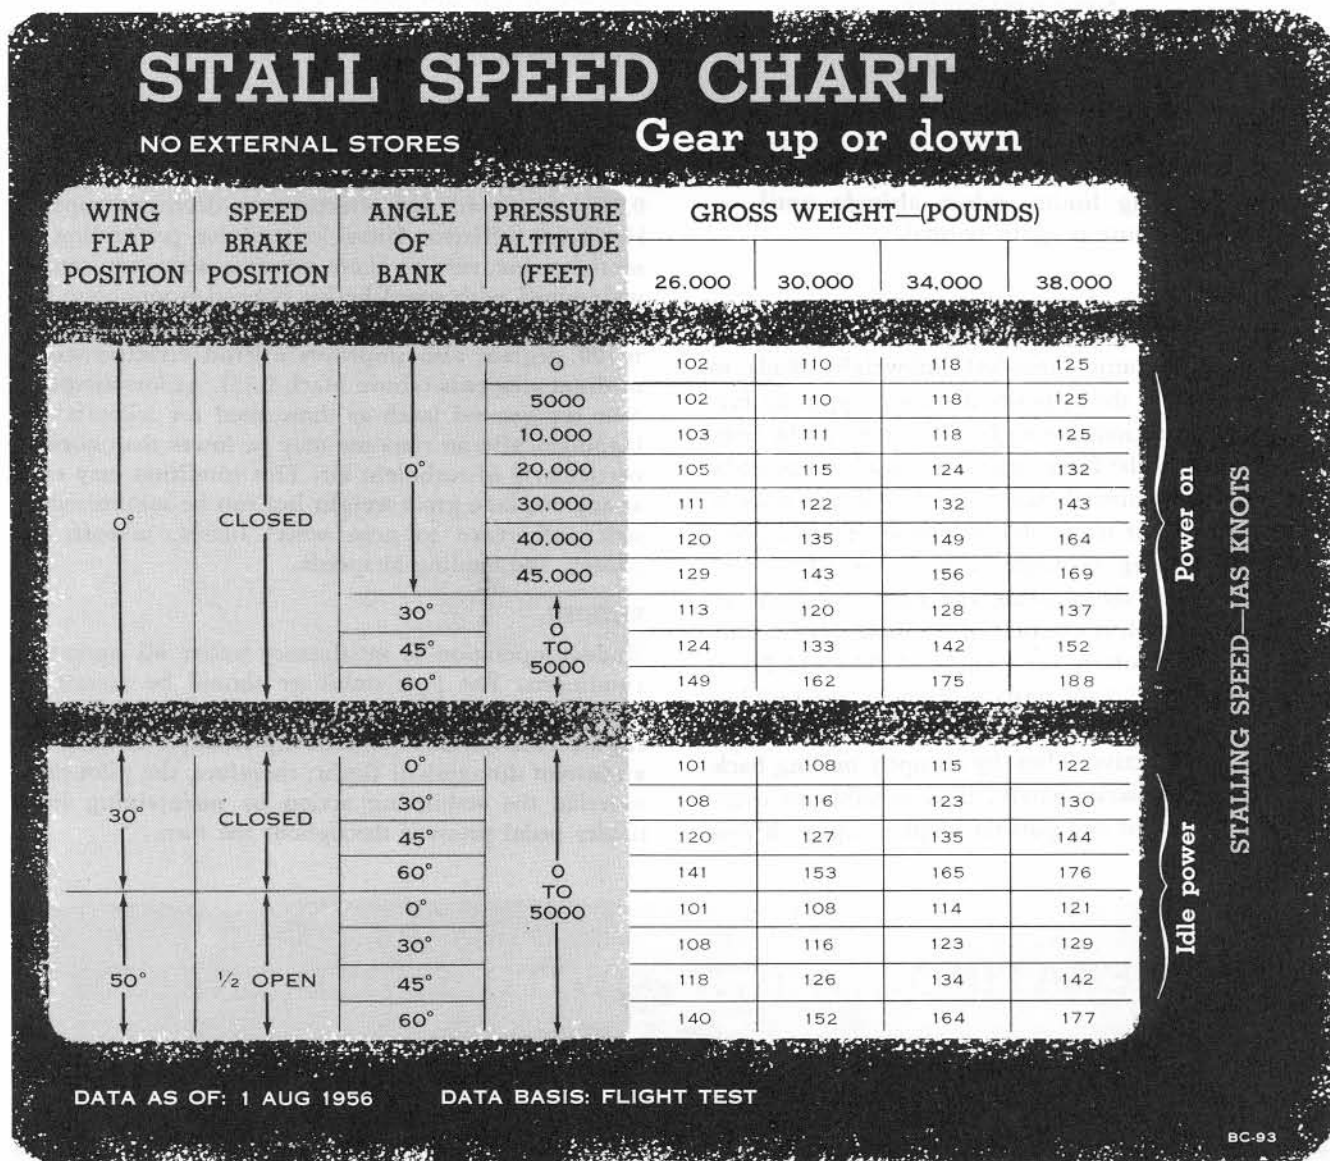 STALL SPEED CHART
NO EXTERNAL STORES Gear up or down
WING FLAP POSITION SPEED BRAKE POSITION ANGLE OF BANK PRESSURE ALTITUDE (FEET) GROSS WEIGHT—(POUNDS)
26.000 30.000 34.000 38.000
0° CLOSED 0°
0 102 110 118 125
5000 102 110 118 125
10.000 103 111 118 125
20.000 105 115 124 132
30.000 111 122 132 143
40.000 120 135 149 164
45.000 129 143 156 169
0 TO 5000
30° 113 120 128 137
45° 124 133 142 152
60° 149 162 175 188
Power on
30° CLOSED
0° 101 108 115 122
30° 108 116 123 130
45° 120 127 135 144
60° 141 153 165 176
0 TO 5000
50° ½ OPEN
0° 101 108 114 121
30° 108 116 123 129
45° 118 126 134 142
60° 140 152 164 177
Idle power
STALLING SPEED—IAS KNOTS
DATA AS OF: 1 AUG 1956 DATA BASIS: FLIGHT TEST
BC-93